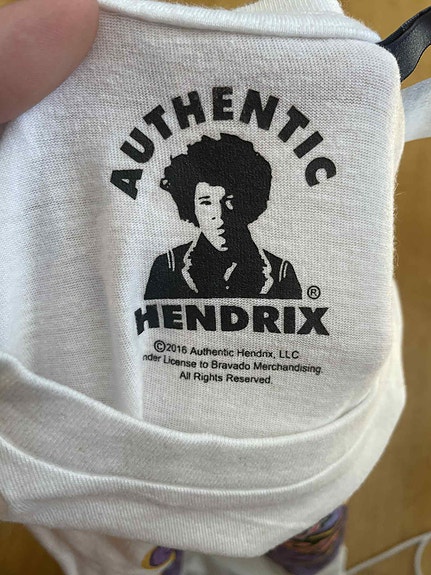 AUTHENTIC
®
HENDRIX
©2016 Authentic Hendrix, LLC
nder License to Bravado Merchandising.
All Rights Reserved.